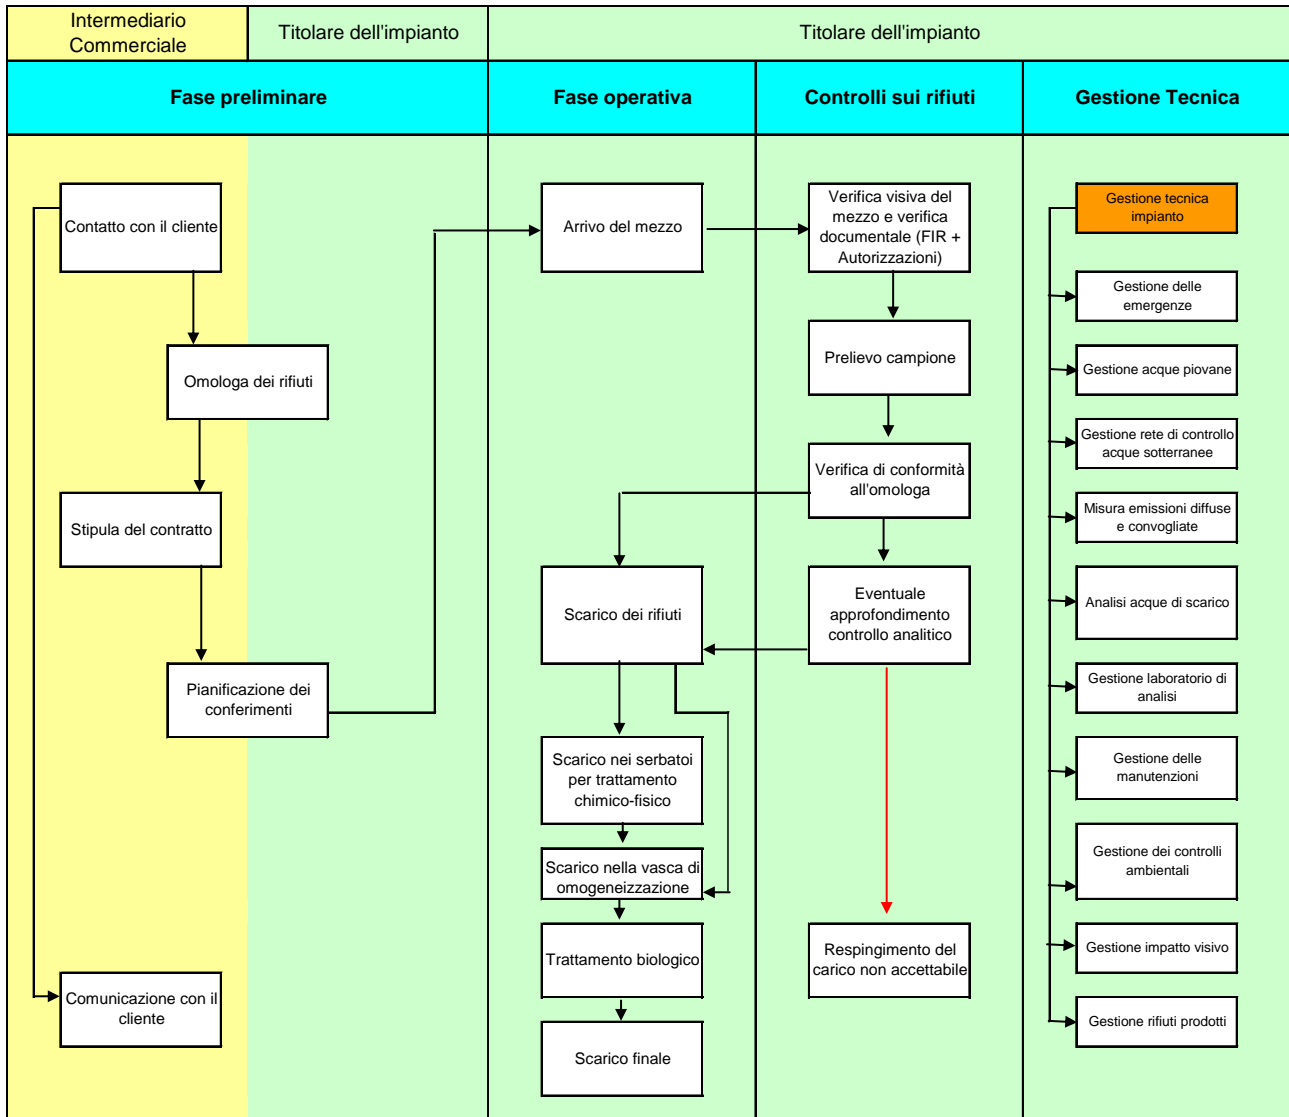 Intermediario
Commerciale
Titolare dell'impianto
Titolare dell'impianto
Fase preliminare
Fase operativa
Controlli sui rifiuti
Gestione Tecnica
Contatto con il cliente
Omologa dei rifiuti
Stipula del contratto
Pianificazione dei
conferimenti
Comunicazione con il
cliente
Arrivo del mezzo
Scarico dei rifiuti
Scarico nei serbatoi
per trattamento
chimico-fisico
Scarico nella vasca di
omogeneizzazione
Trattamento biologico
Scarico finale
Verifica visiva del
mezzo e verifica
documentale (FIR +
Autorizzazioni)
Prelievo campione
Verifica di conformità
all'omologa
Eventuale
approfondimento
controllo analitico
Respingimento del
carico non accettabile
Gestione tecnica
impianto
Gestione delle
emergenze
Gestione acque piovane
Gestione rete di controllo
acque sotterranee
Misura emissioni diffuse
e convogliate
Analisi acque di scarico
Gestione laboratorio di
analisi
Gestione delle
manutenzioni
Gestione dei controlli
ambientali
Gestione impatto visivo
Gestione rifiuti prodotti